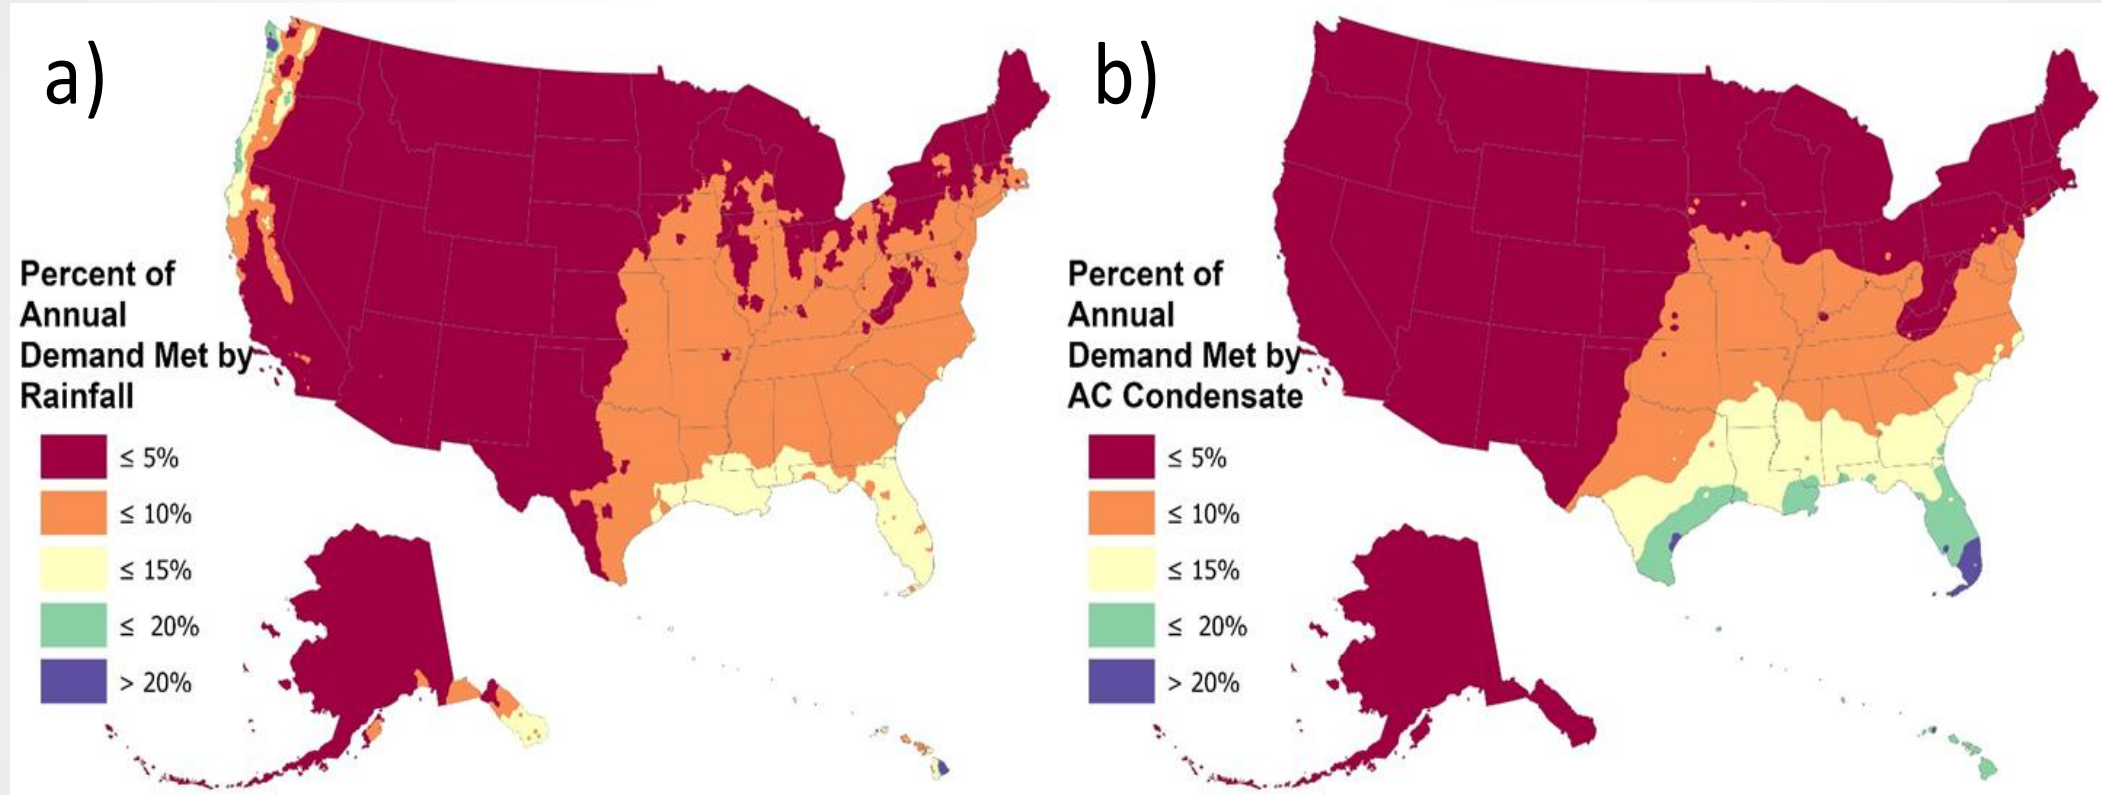 a)
Percent of
Annual
Demand Met by
Rainfall
≤ 5%
≤ 10%
≤ 15%
≤ 20%
> 20%
b)
Percent of
Annual
Demand Met by
AC Condensate
≤ 5%
≤ 10%
≤ 15%
≤ 20%
> 20%